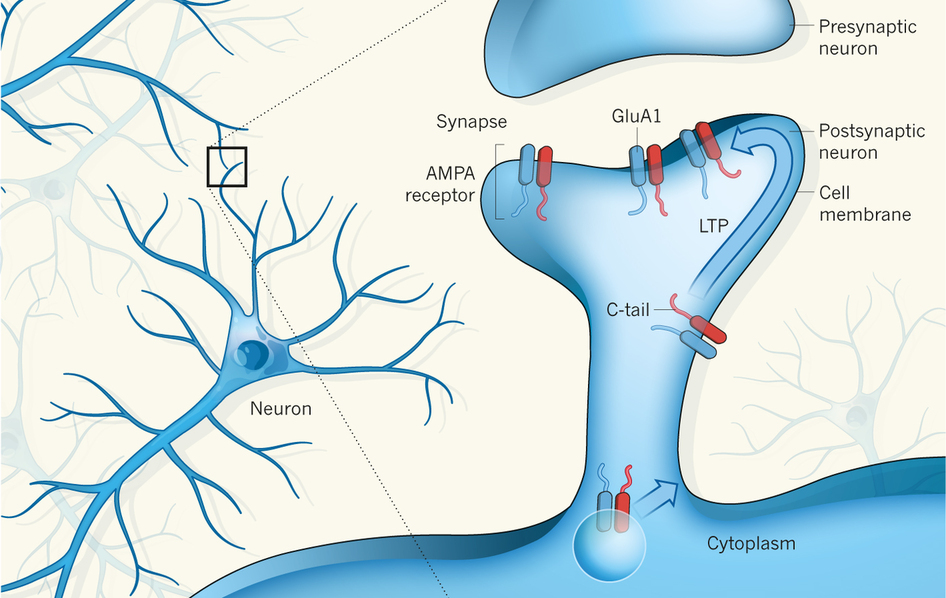 Presynaptic
neuron
Synapse
GluA1
AMPA
receptor
Postsynaptic
neuron
Cell
membrane
LTP
C-tail
Neuron
Cytoplasm